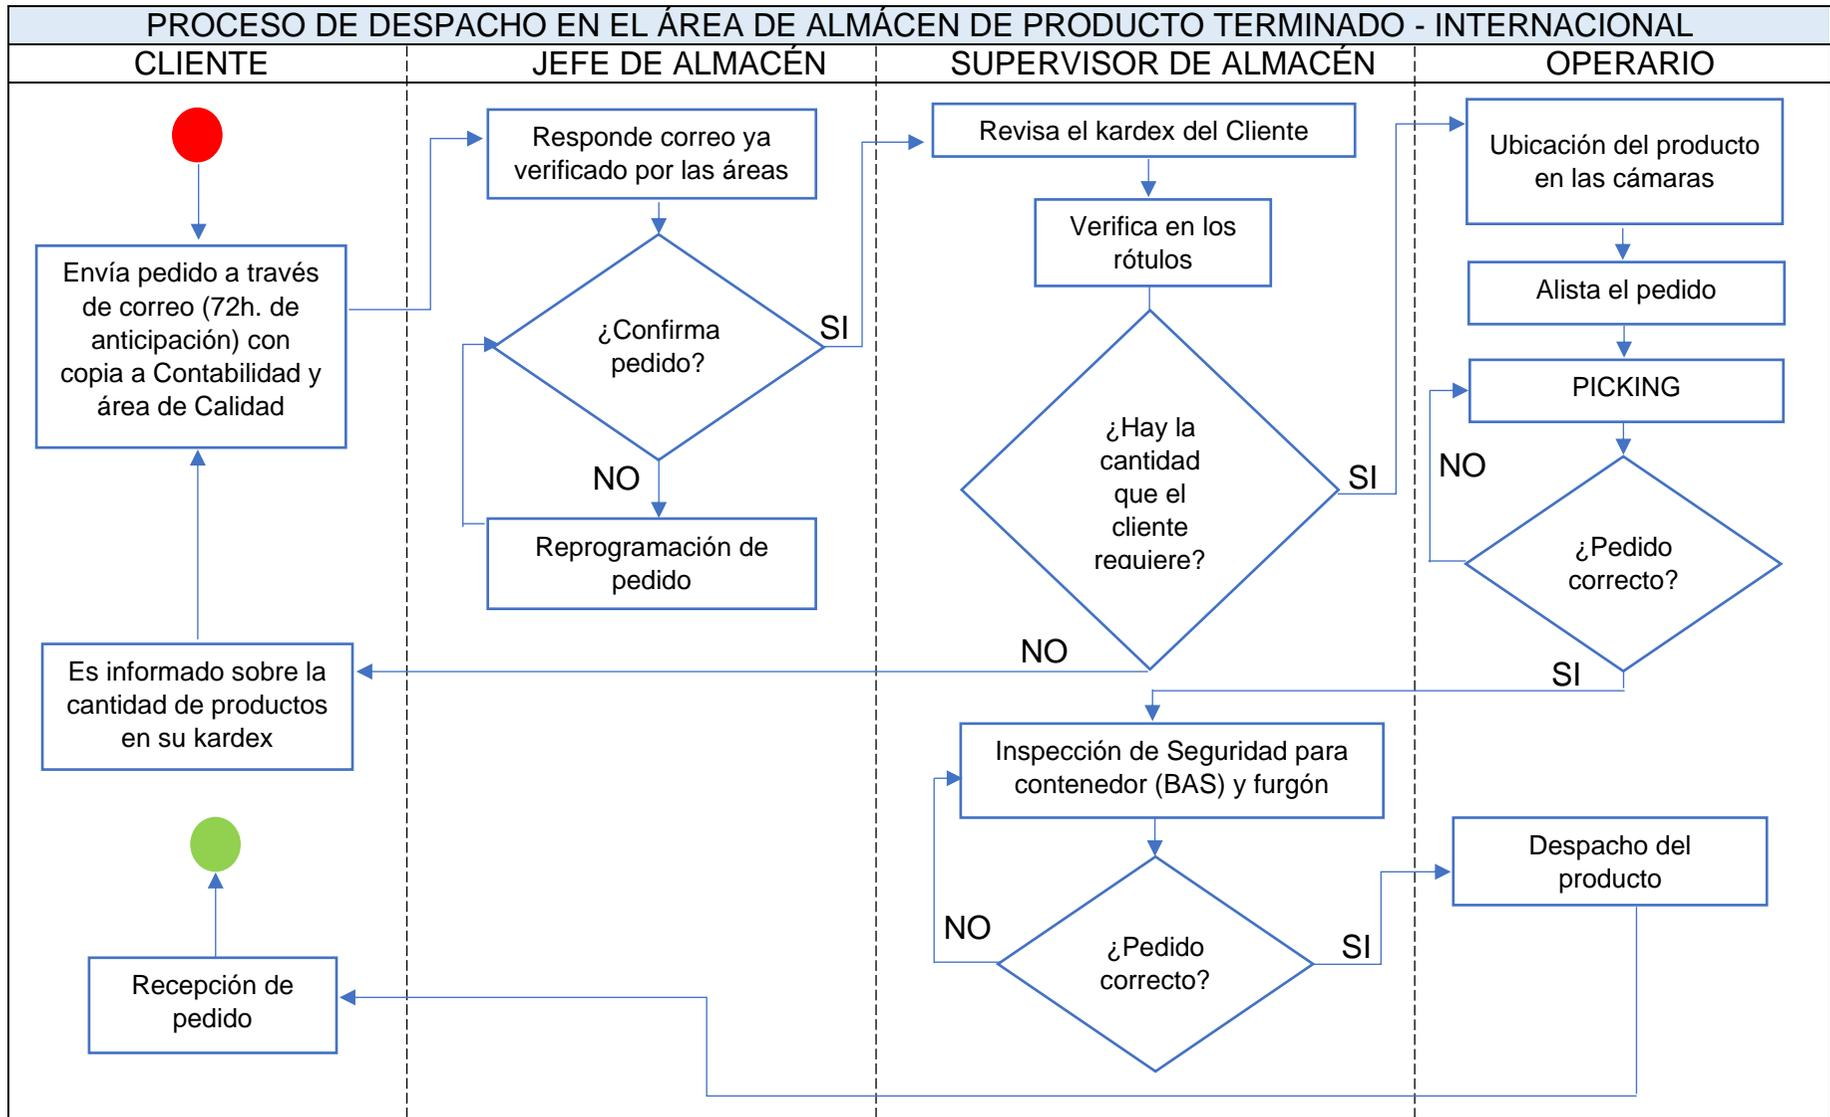 PROCESO DE DESPACHO EN EL ÁREA DE ALMÁCEN DE PRODUCTO TERMINADO - INTERNACIONAL
CLIENTE
JEFE DE ALMACÉN
SUPERVISOR DE ALMACÉN
OPERARIO
Envía pedido a través
de correo (72h. de
anticipación) con
copia a Contabilidad y
área de Calidad
Es informado sobre la
cantidad de productos
en su kardex
Recepción de
pedido
Responde correo ya
verificado por las áreas
¿Confirma
pedido?
SI
NO
Reprogramación de
pedido
Revisa el kardex del Cliente
Verifica en los
rótulos
¿Hay la
cantidad
que el
cliente
requiere?
SI
NO
Inspección de Seguridad para
contenedor (BAS) y furgón
¿Pedido
correcto?
NO
SI
Ubicación del producto
en las cámaras
Alista el pedido
PICKING
NO
¿Pedido
correcto?
SI
Despacho del
producto